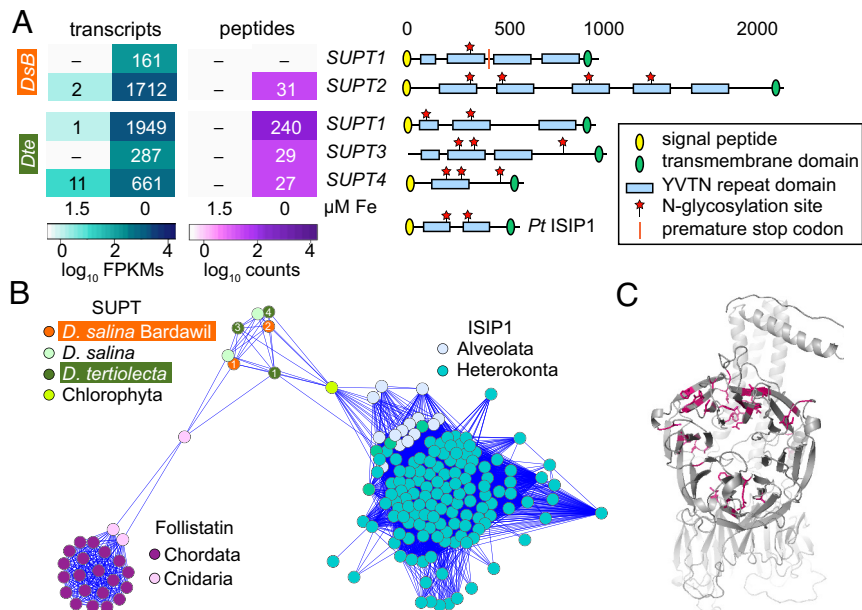 A
transcripts
peptides
0 500 1000 2000
DsB
– 161 – – SUPT1
2 1712 – 31 SUPT2
Dte
1 1949 – 240 SUPT1
– 287 – 29 SUPT3
11 661 – 27 SUPT4
1.5 0 1.5 0 μM Fe
Pt ISIP1
0 2 4 0 2 4
log10 FPKMs log10 counts
signal peptide
transmembrane domain
YVTN repeat domain
N-glycosylation site
premature stop codon
B
SUPT
D. salina Bardawil
D. salina
D. tertiolecta
Chlorophyta
4
3 2
1
1
ISIP1
Alveolata
Heterokonta
Follistatin
Chordata
Cnidaria
C